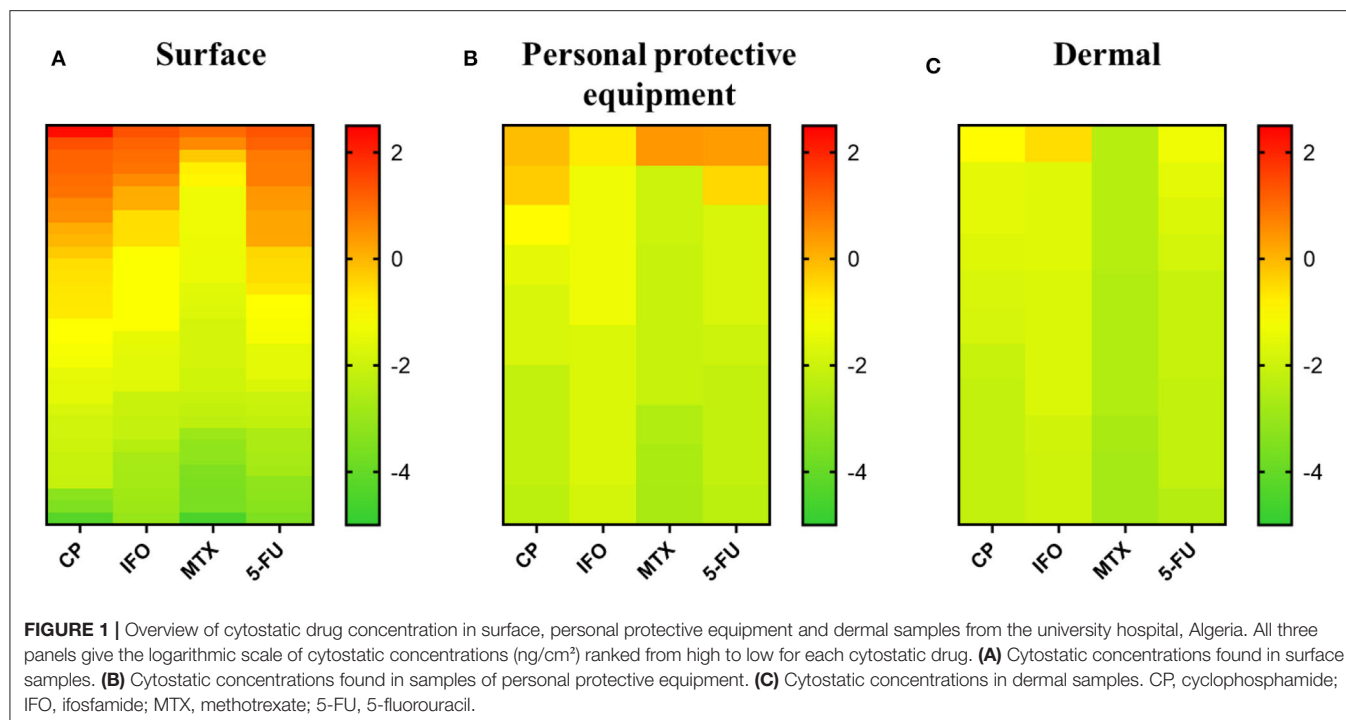 A
Surface
2
0
-2
-4
CP
IFO
MTX
5-FU
B
Personal protective
equipment
2
0
-2
-4
CP
IFO
MTX
5-FU
C
Dermal
2
0
-2
-4
CP
IFO
MTX
5-FU
FIGURE 1 | Overview of cytostatic drug concentration in surface, personal protective equipment and dermal samples from the university hospital, Algeria. All three
panels give the logarithmic scale of cytostatic concentrations (ng/cm²) ranked from high to low for each cytostatic drug. (A) Cytostatic concentrations found in surface
samples. (B) Cytostatic concentrations found in samples of personal protective equipment. (C) Cytostatic concentrations in dermal samples. CP, cyclophosphamide;
IFO, ifosfamide; MTX, methotrexate; 5-FU, 5-fluorouracil.